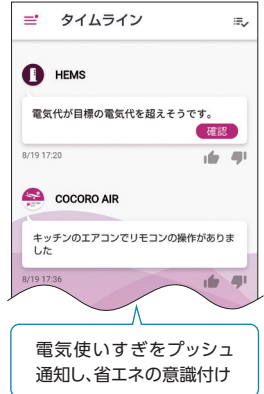 タイムライン
HEMS
電気代が目標の電気代を超えそうです。
確認
8/19 17:20
COCORO AIR
キッチンのエアコンでリモコンの操作がありま
した
8/19 17:36
電気使いすぎをプッシュ
通知し、省エネの意識付け